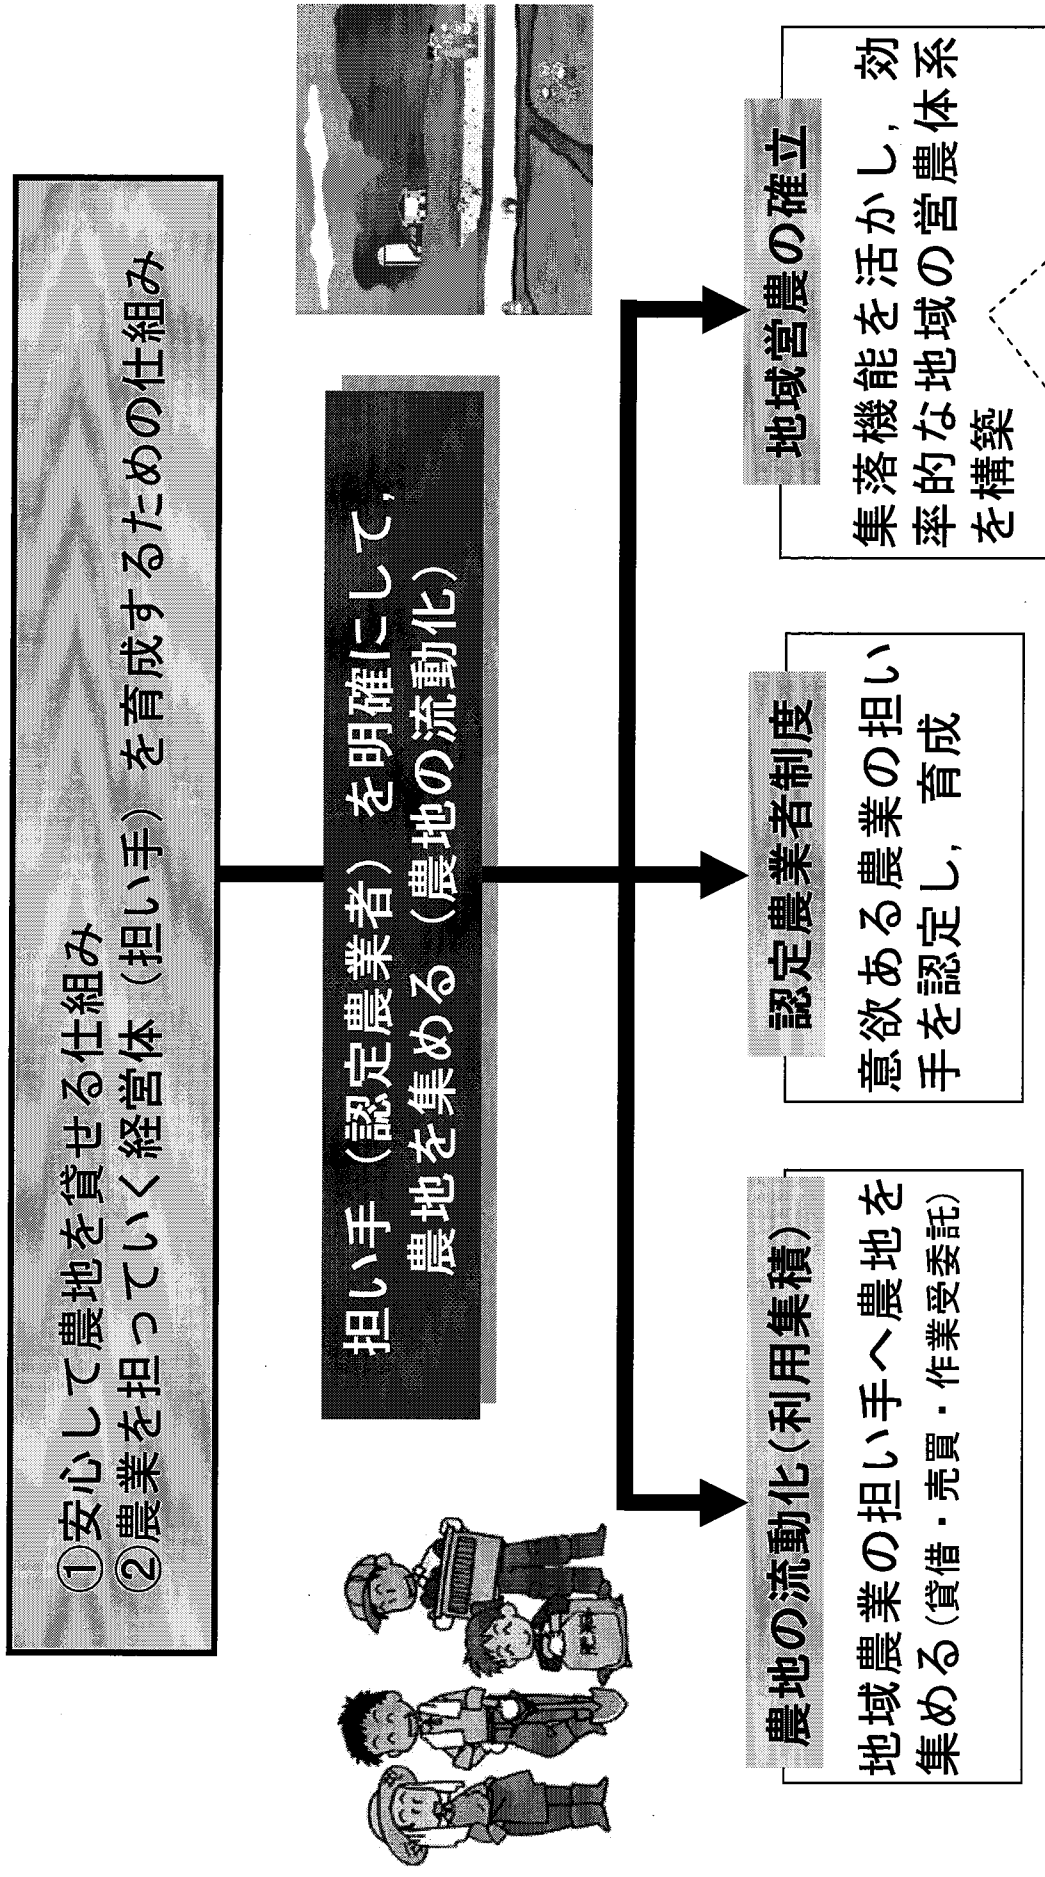 ①安心して農地を貸せる仕組み
②農業を担っていく経営体（担い手）を育成するための仕組み
担い手（認定農業者）を明確にして，
農地を集める（農地の流動化）
農地の流動化（利用集積）
地域農業の担い手へ農地を
集める（貸借・売買・作業受委託）
認定農業者制度
意欲ある農業の担い
手を認定し，育成
地域営農の確立
集落機能を活かし，効
率的な地域の営農体系
を構築